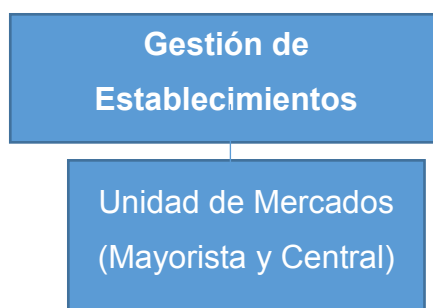 Gestión de
Establecimientos
Unidad de Mercados
(Mayorista y Central)